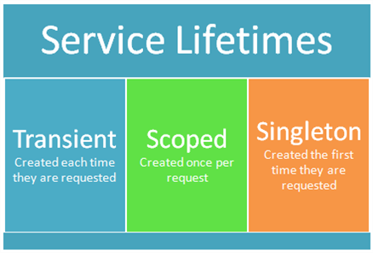 Service Lifetimes
Transient
Created each time
they are requested
Scoped
Created once per
request
Singleton
Created the first
time they are
requested